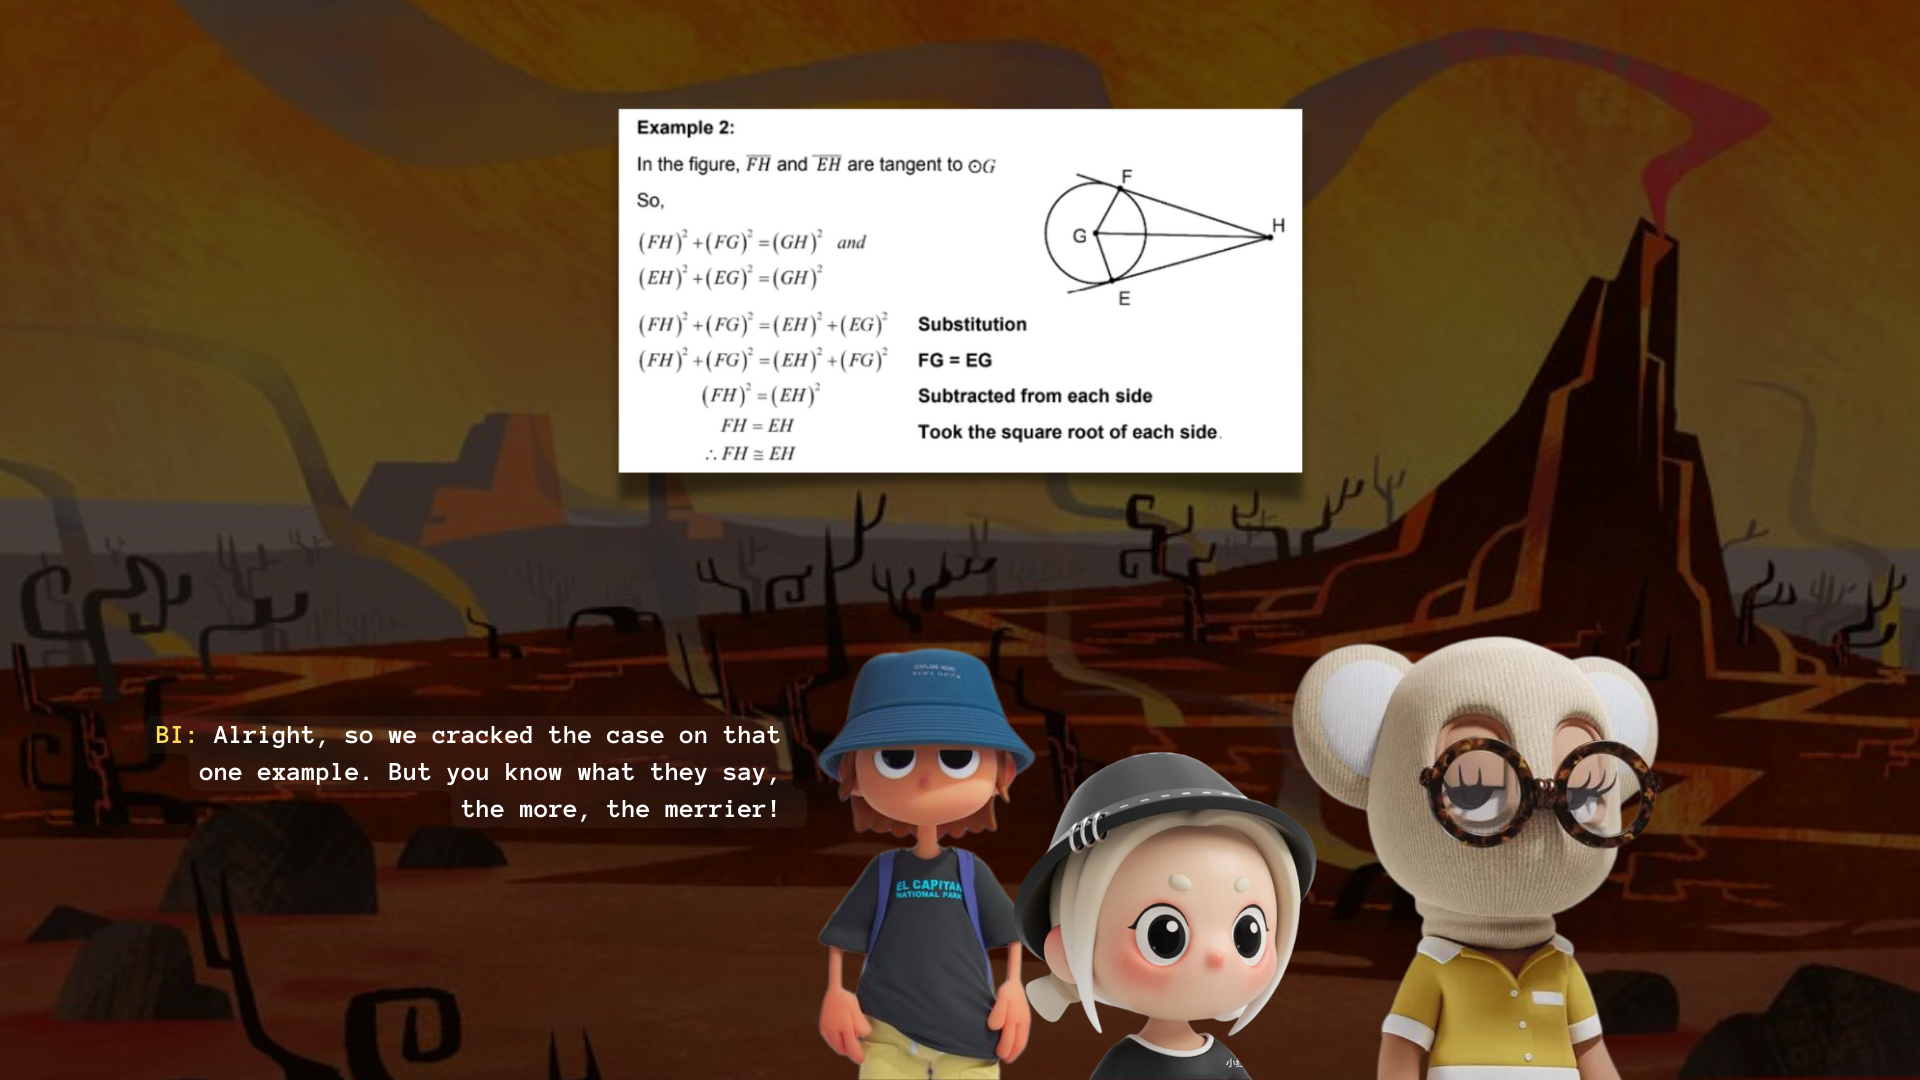 Example 2:
In the figure, FH and EH are tangent to ⊙G
So,
(FH)² + (FG)² = (GH)² and
(EH)² + (EG)² = (GH)²
(FH)² + (FG)² = (EH)² + (EG)² Substitution
(FH)² + (FG)² = (EH)² + (FG)² FG = EG
(FH)² = (EH)² Subtracted from each side
FH = EH Took the square root of each side.
∴ FH ≅ EH
F
G
H
E
BI: Alright, so we cracked the case on that
one example. But you know what they say,
the more, the merrier!
EL CAPITAN
NATIONAL PARK